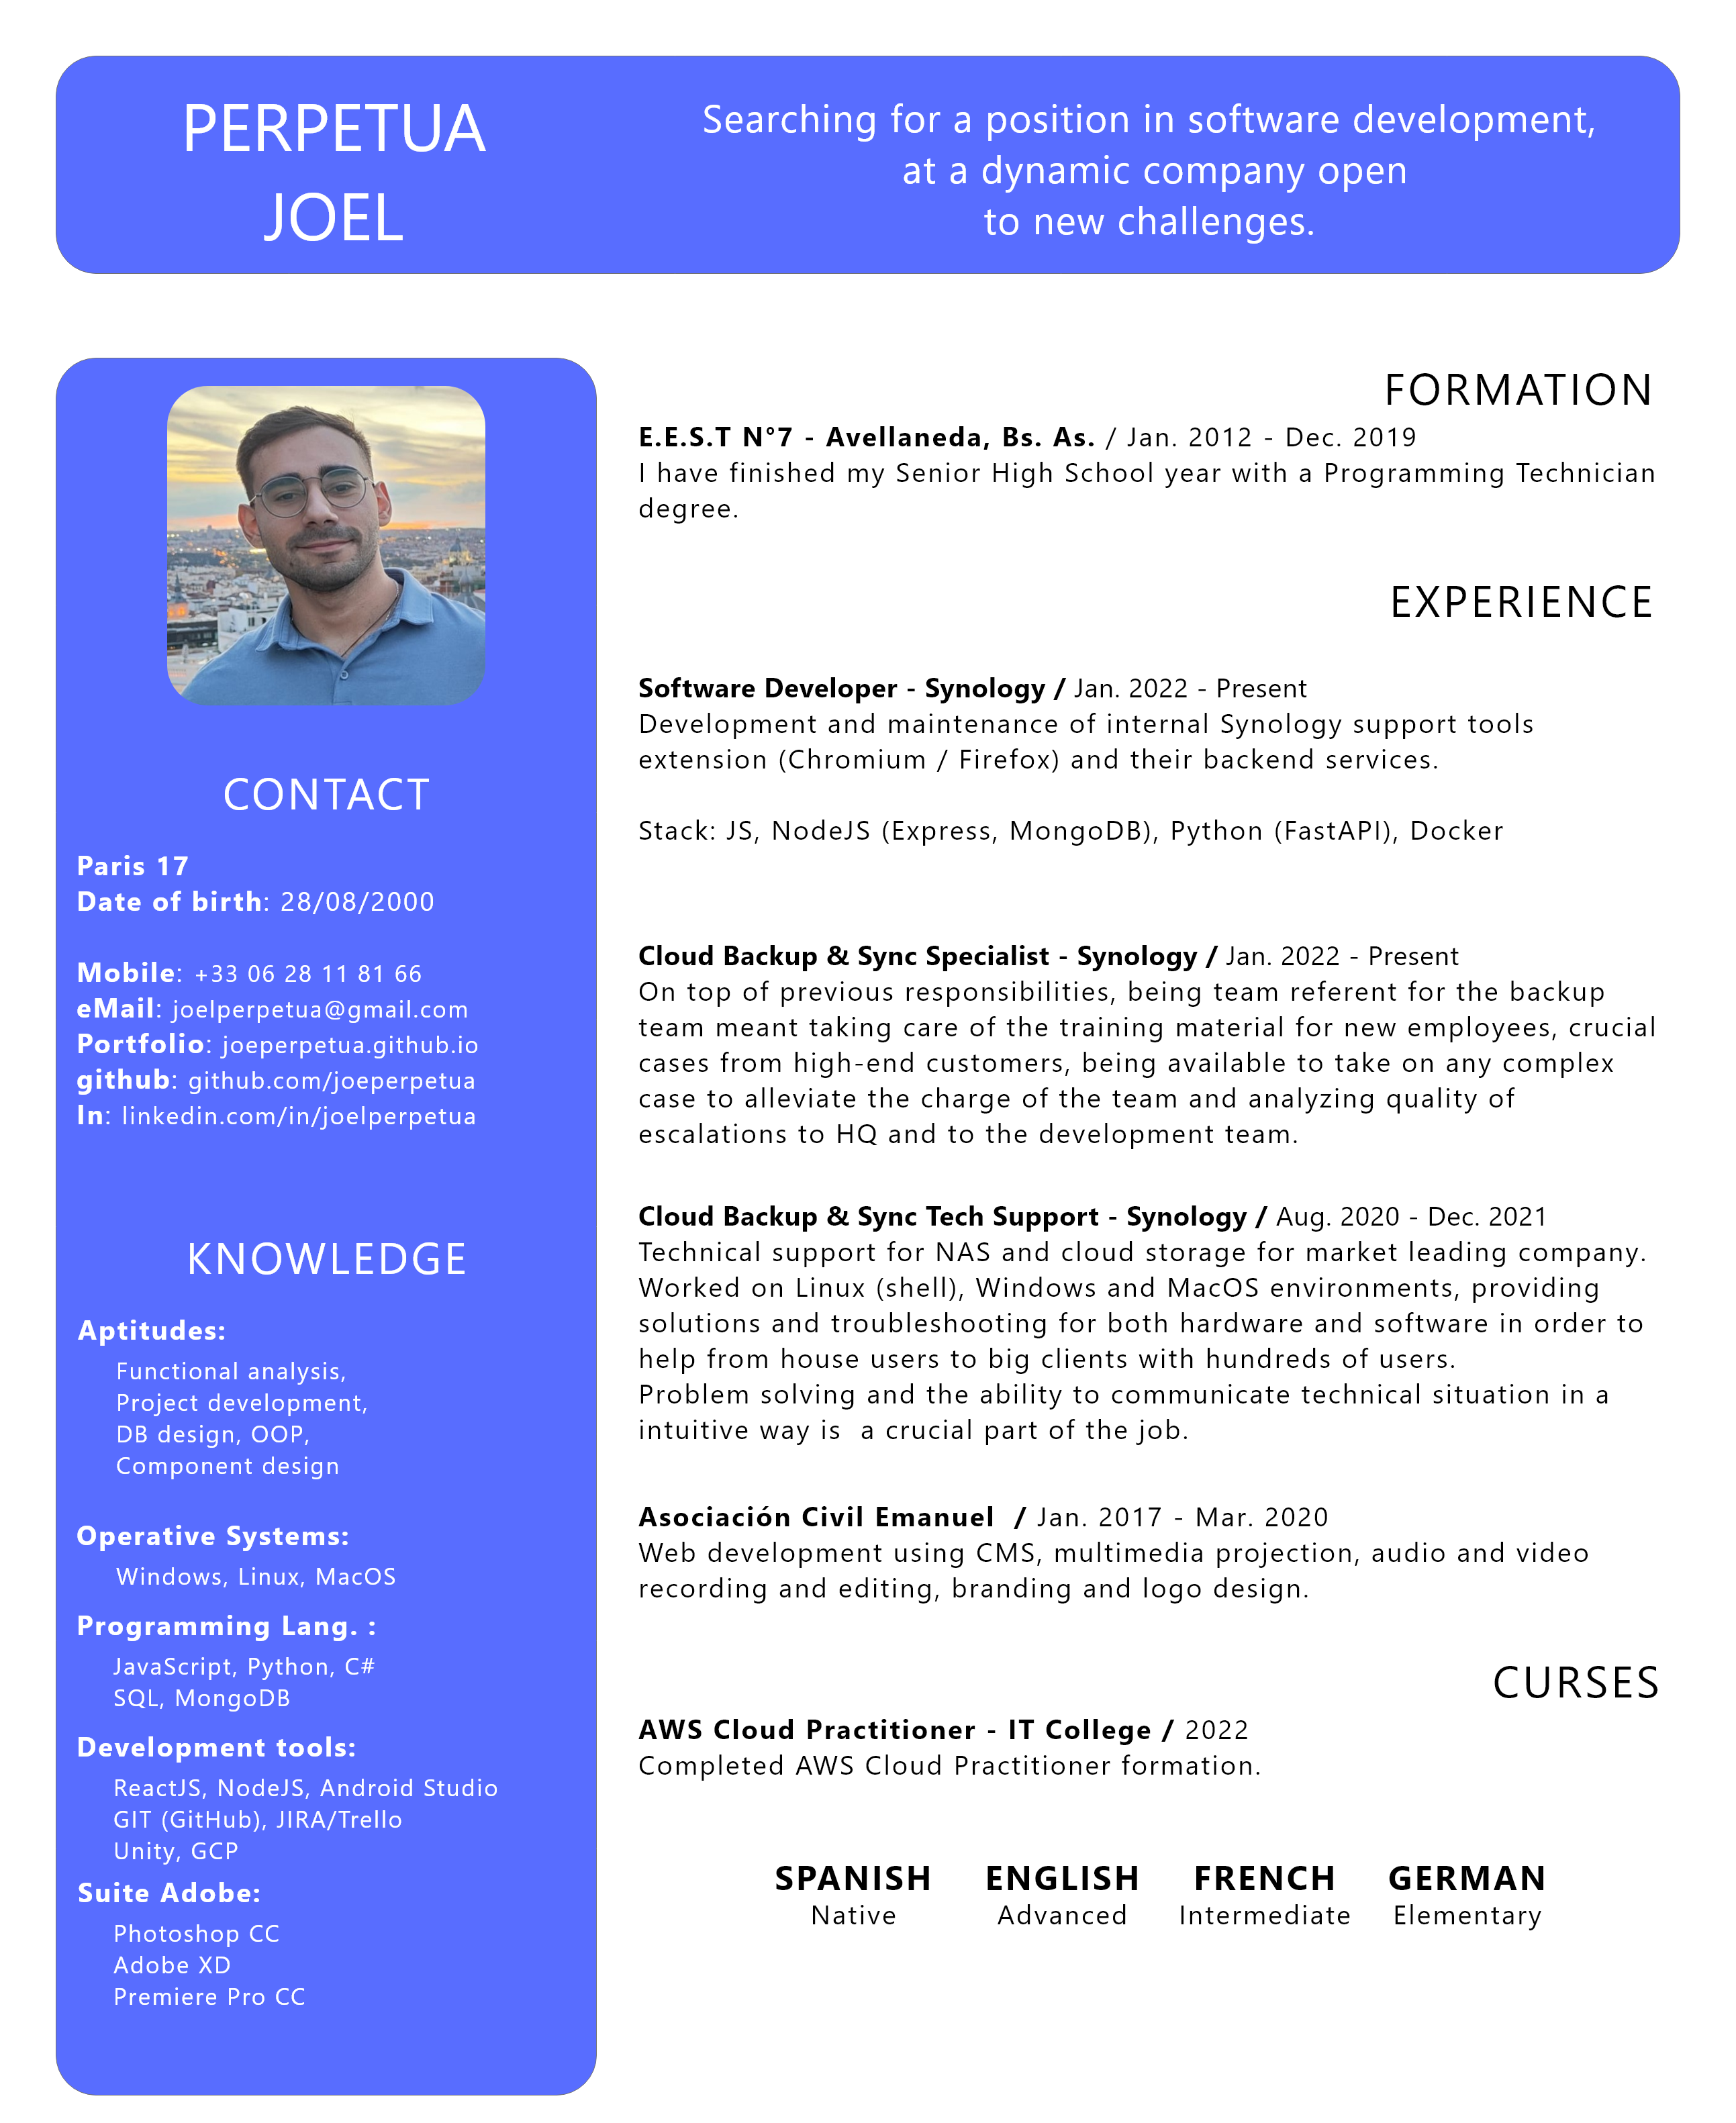 PERPETUA
JOEL
Searching for a position in software development,
at a dynamic company open
to new challenges.
CONTACT
Paris 17
Date of birth: 28/08/2000
Mobile: +33 06 28 11 81 66
eMail: joelperpetua@gmail.com
Portfolio: joeperpetua.github.io
github: github.com/joeperpetua
In: linkedin.com/in/joelperpetua
KNOWLEDGE
Aptitudes:
Functional analysis,
Project development,
DB design, OOP,
Component design
Operative Systems:
Windows, Linux, MacOS
Programming Lang. :
JavaScript, Python, C#
SQL, MongoDB
Development tools:
ReactJS, NodeJS, Android Studio
GIT (GitHub), JIRA/Trello
Unity, GCP
Suite Adobe:
Photoshop CC
Adobe XD
Premiere Pro CC
FORMATION
E.E.S.T N°7 - Avellaneda, Bs. As. / Jan. 2012 - Dec. 2019
I have finished my Senior High School year with a Programming Technician
degree.
EXPERIENCE
Software Developer - Synology / Jan. 2022 - Present
Development and maintenance of internal Synology support tools
extension (Chromium / Firefox) and their backend services.
Stack: JS, NodeJS (Express, MongoDB), Python (FastAPI), Docker
Cloud Backup & Sync Specialist - Synology / Jan. 2022 - Present
On top of previous responsibilities, being team referent for the backup
team meant taking care of the training material for new employees, crucial
cases from high-end customers, being available to take on any complex
case to alleviate the charge of the team and analyzing quality of
escalations to HQ and to the development team.
Cloud Backup & Sync Tech Support - Synology / Aug. 2020 - Dec. 2021
Technical support for NAS and cloud storage for market leading company.
Worked on Linux (shell), Windows and MacOS environments, providing
solutions and troubleshooting for both hardware and software in order to
help from house users to big clients with hundreds of users.
Problem solving and the ability to communicate technical situation in a
intuitive way is  a crucial part of the job.
Asociación Civil Emanuel  / Jan. 2017 - Mar. 2020
Web development using CMS, multimedia projection, audio and video
recording and editing, branding and logo design.
CURSES
AWS Cloud Practitioner - IT College / 2022
Completed AWS Cloud Practitioner formation.
SPANISH ENGLISH FRENCH GERMAN
Native Advanced Intermediate Elementary